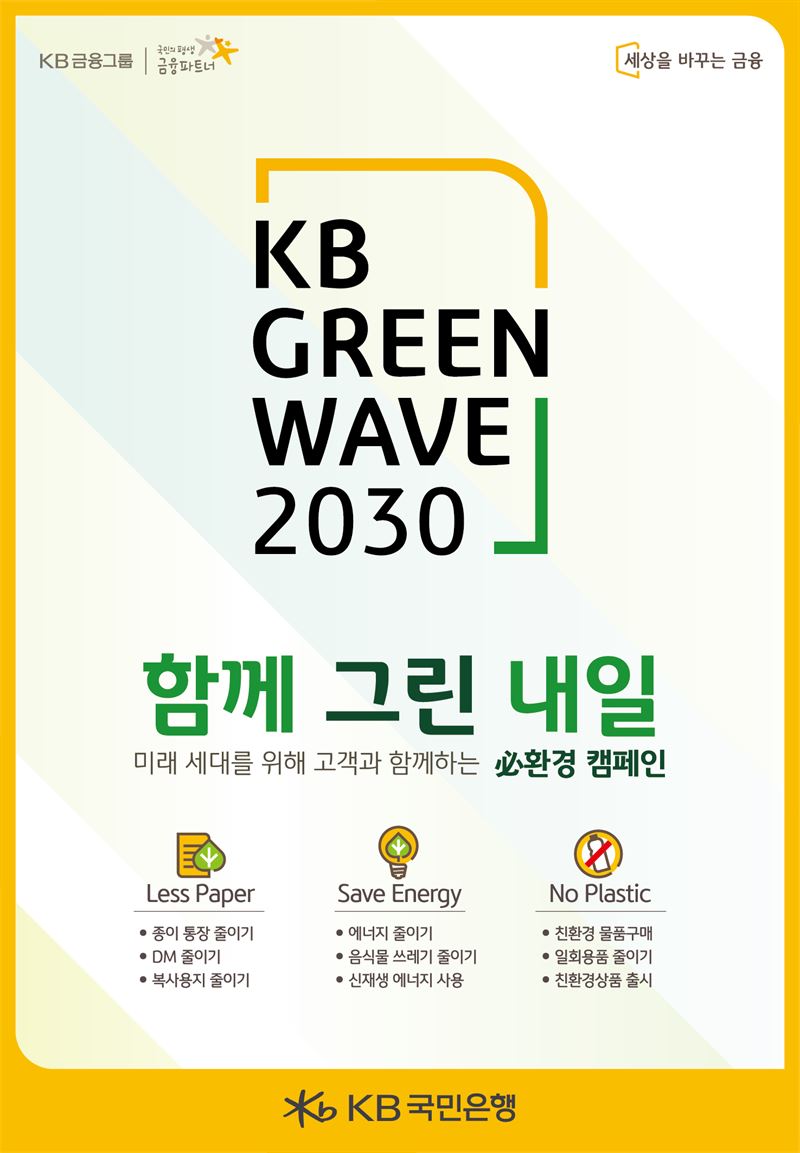 KB금융그룹
국민의 평생
금융파트너
세상을 바꾸는 금융
KB
GREEN
WAVE
2030
함께 그린 내일
미래 세대를 위해 고객과 함께하는 必환경 캠페인
Less Paper
• 종이 통장 줄이기
• DM 줄이기
• 복사용지 줄이기
Save Energy
• 에너지 줄이기
• 음식물 쓰레기 줄이기
• 신재생 에너지 사용
No Plastic
• 친환경 물품구매
• 일회용품 줄이기
• 친환경상품 출시
KB 국민은행